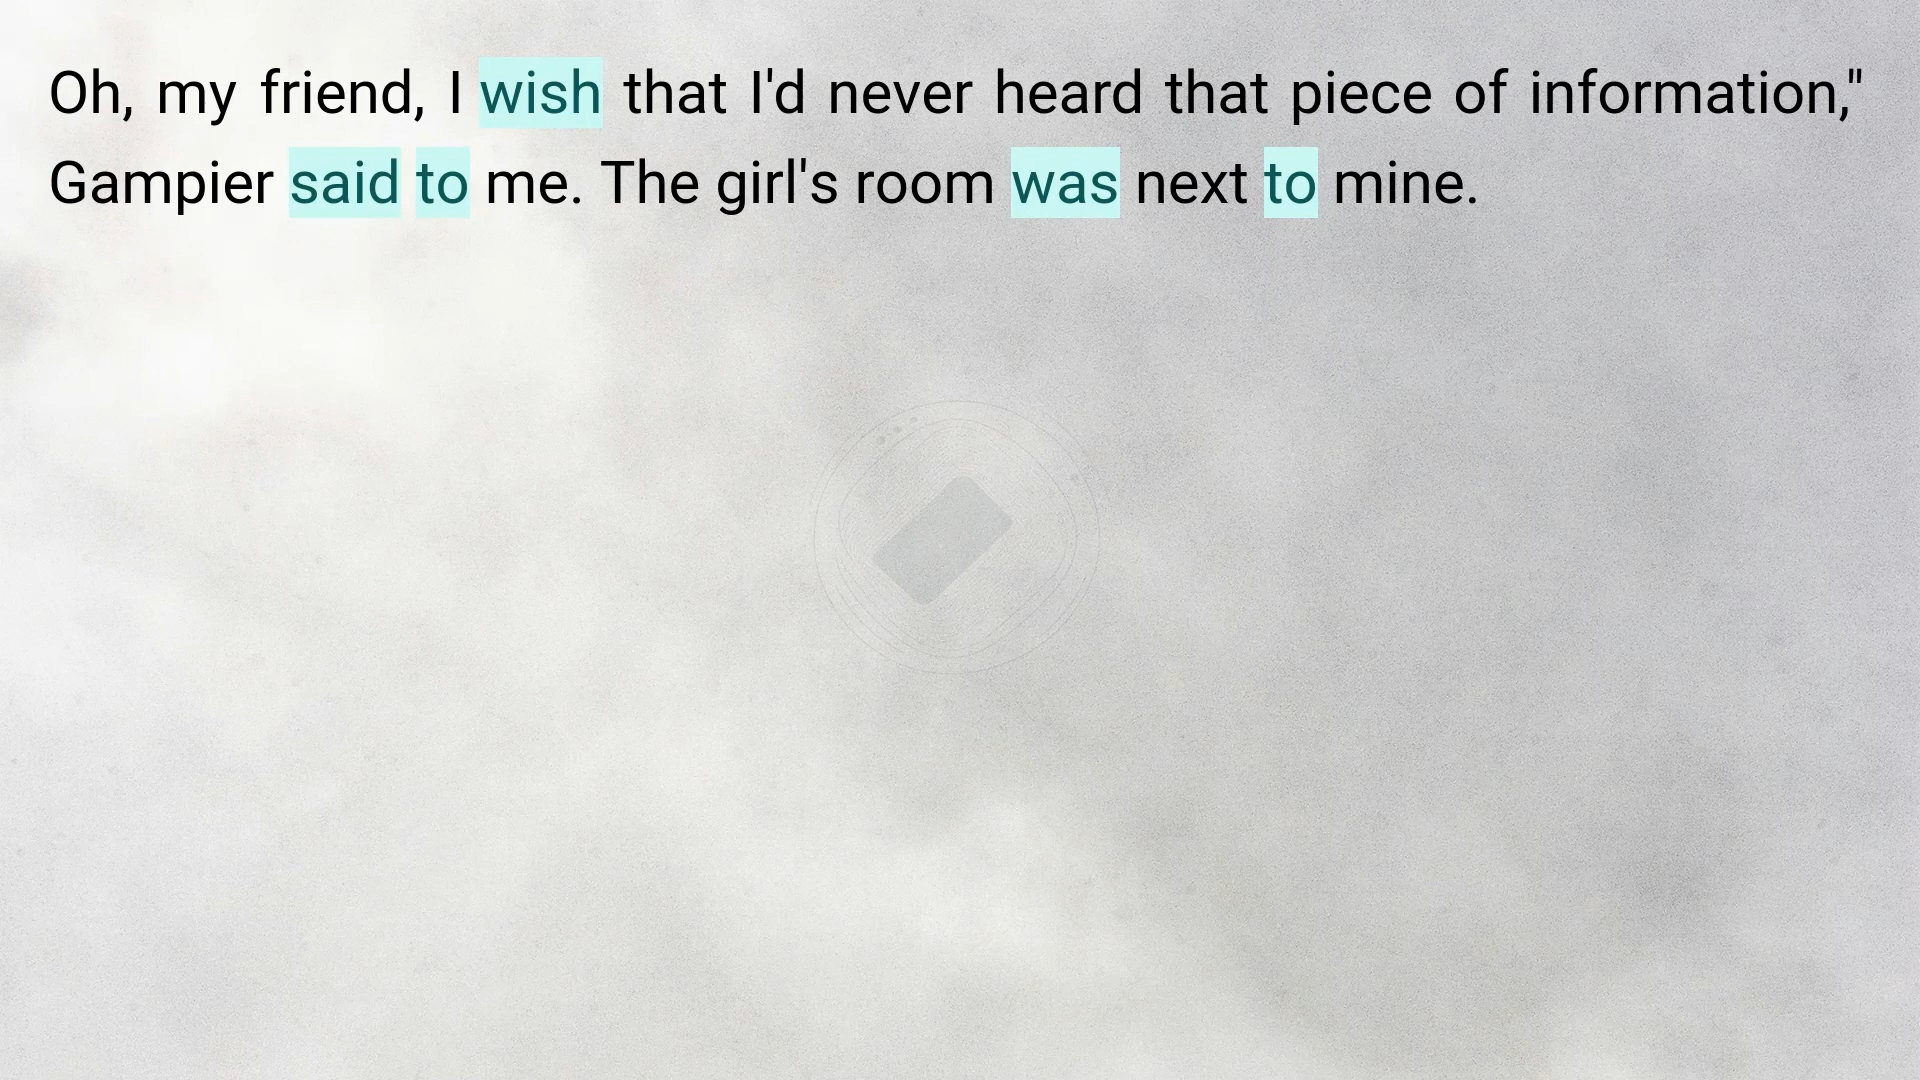 Oh, my friend, I wish that I'd never heard that piece of information,"
Gampier said to me. The girl's room was next to mine.